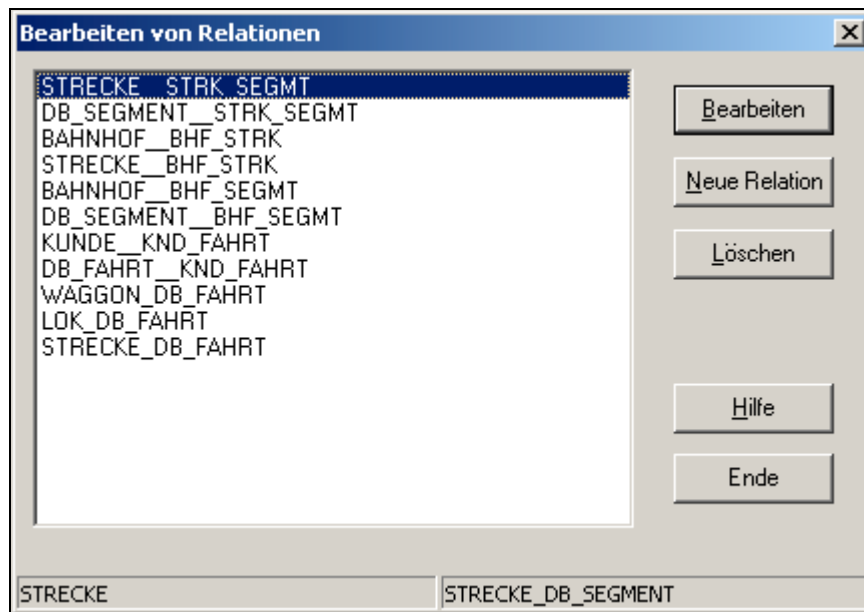 Bearbeiten von Relationen
STRECKE__STRK_SEGMT
DB_SEGMENT__STRK_SEGMT
BAHNHOF__BHF_STRK
STRECKE__BHF_STRK
BAHNHOF__BHF_SEGMT
DB_SEGMENT__BHF_SEGMT
KUNDE__KND_FAHRT
DB_FAHRT__KND_FAHRT
WAGGON_DB_FAHRT
LOK_DB_FAHRT
STRECKE_DB_FAHRT
Bearbeiten
Neue Relation
Löschen
Hilfe
Ende
STRECKE
STRECKE_DB_SEGMENT